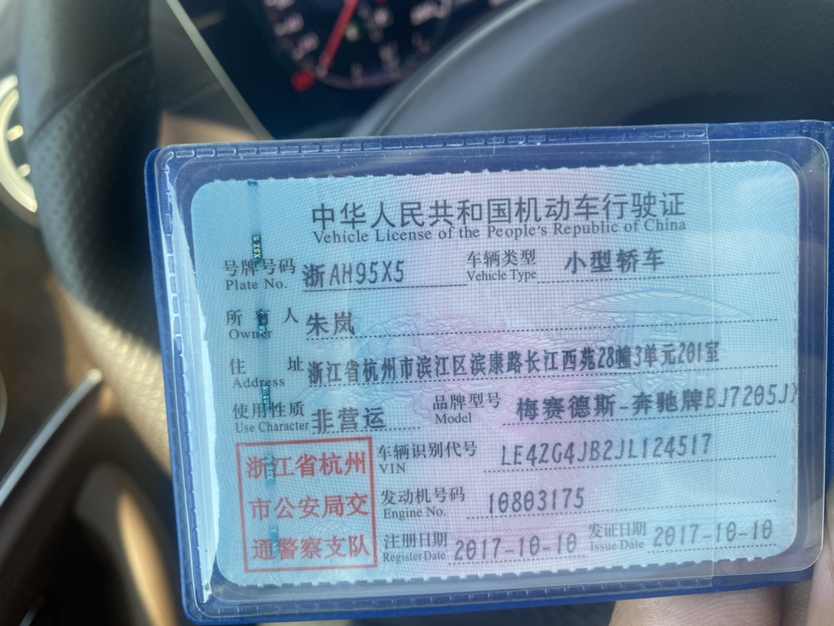 中华人民共和国机动车行驶证
Vehicle License of the People's Republic of China
号牌号码 浙AH95X5 车辆类型 小型轿车
Plate No. Vehicle Type
所有人 朱岚
Owner
住址 浙江省杭州市滨江区滨康路长江西苑28幢3单元201室
Address
使用性质 非营运 品牌型号 梅赛德斯-奔驰牌BJ7205J
Use Character Model
浙江省杭州
市公安局交
通警察支队
车辆识别代号 LE4ZG4JB2JL124517
VIN
发动机号码 10803175
Engine No.
注册日期 2017-10-10 发证日期 2017-10-10
Register Date Issue Date